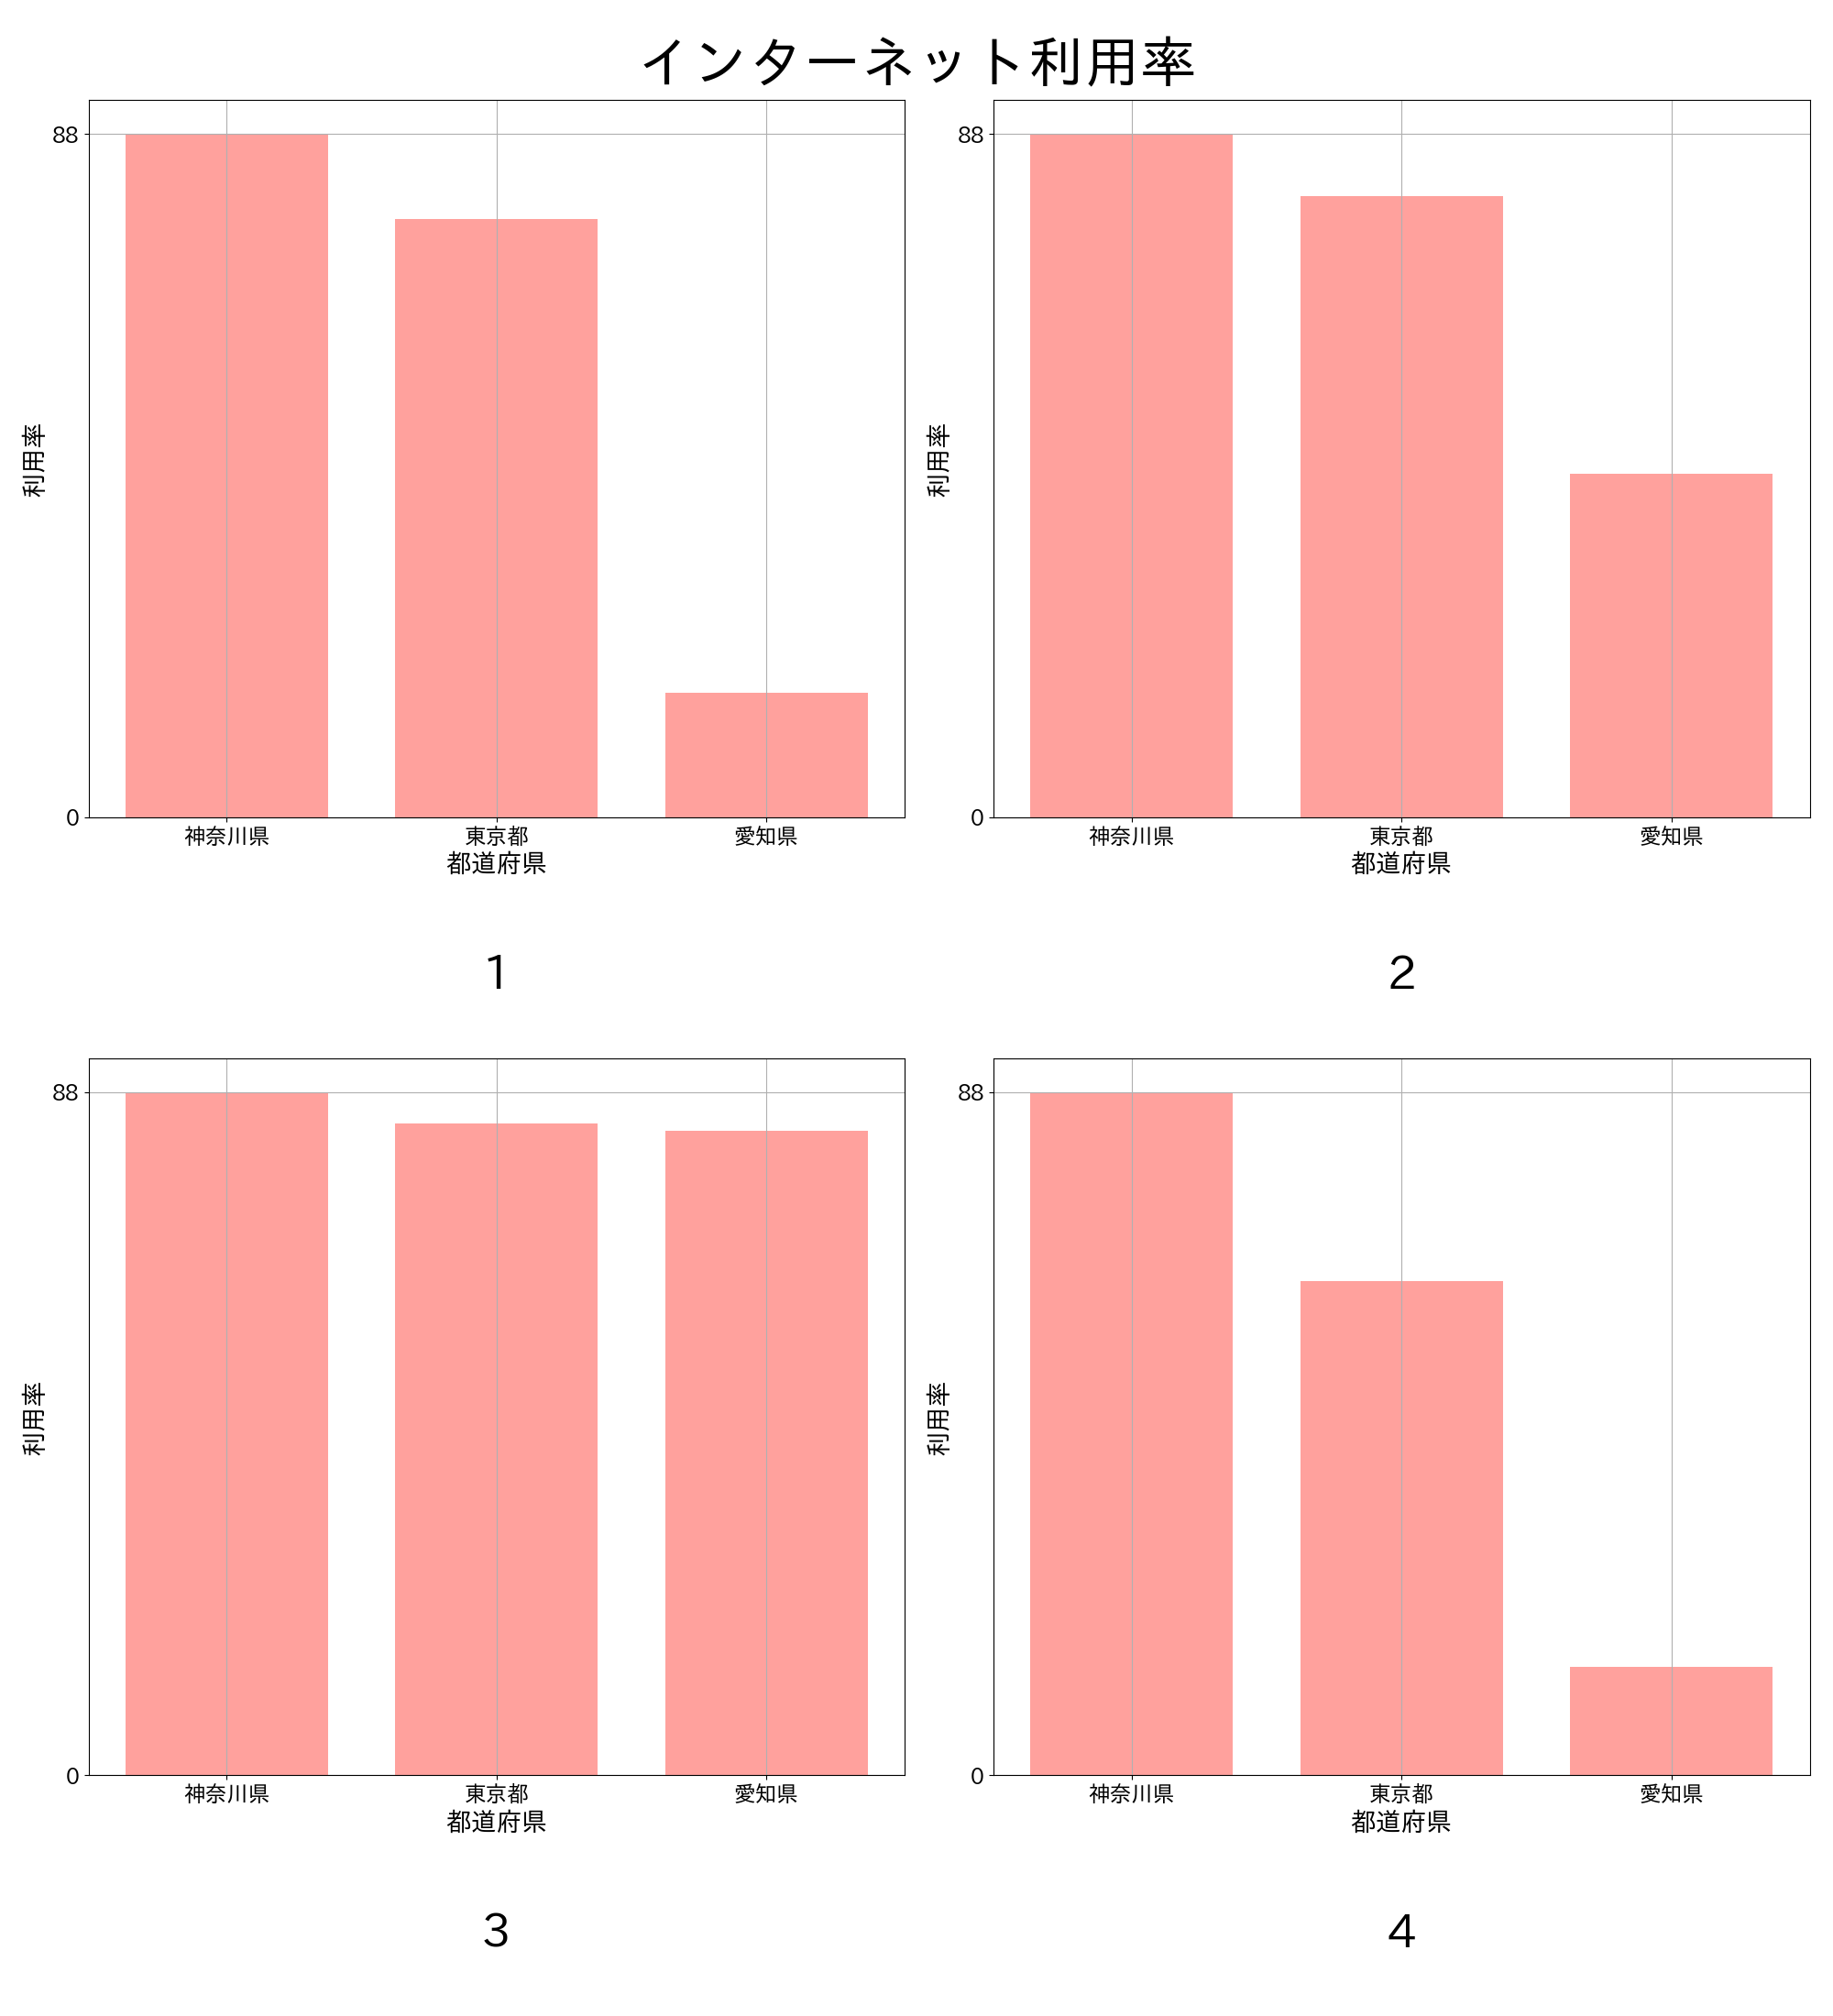 インターネット利用率
88
利用率
0
神奈川県 東京都 愛知県
都道府県
1
88
利用率
0
神奈川県 東京都 愛知県
都道府県
2
88
利用率
0
神奈川県 東京都 愛知県
都道府県
3
88
利用率
0
神奈川県 東京都 愛知県
都道府県
4